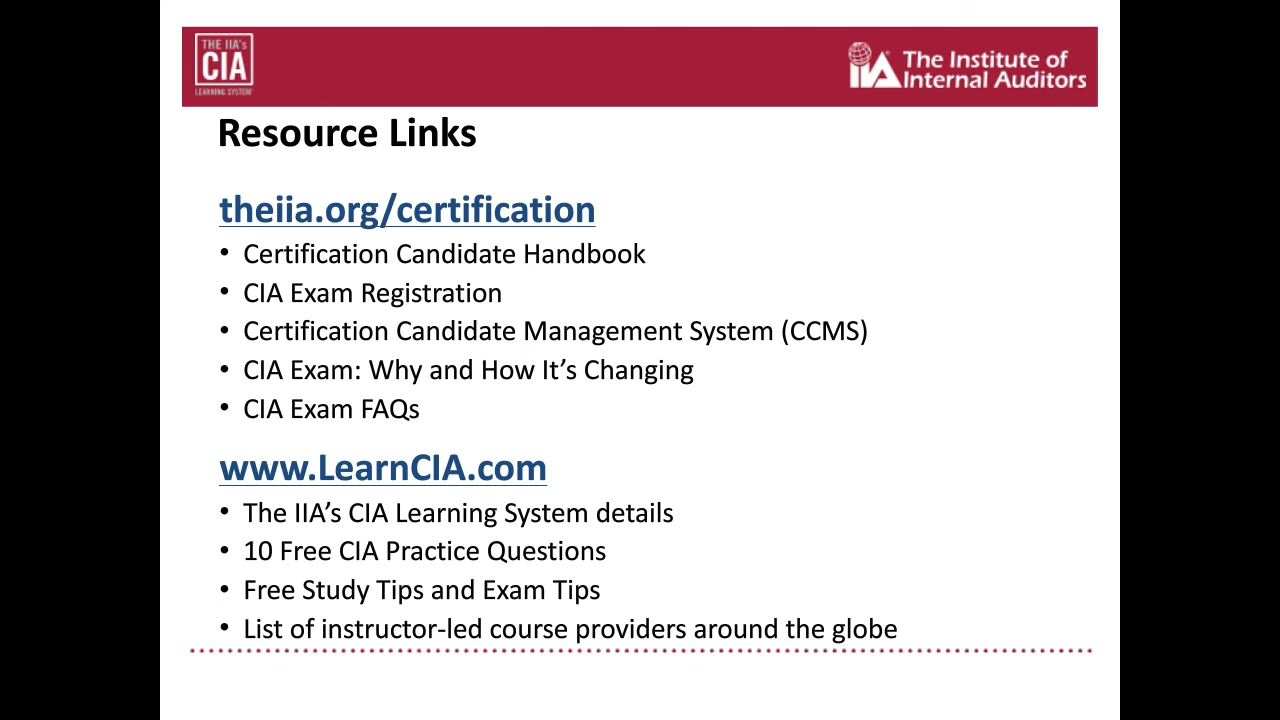 THE IIA's
CIA
LEARNING SYSTEM
IIA
The Institute of
Internal Auditors
Resource Links
theiia.org/certification
• Certification Candidate Handbook
• CIA Exam Registration
• Certification Candidate Management System (CCMS)
• CIA Exam: Why and How It’s Changing
• CIA Exam FAQs
www.LearnCIA.com
• The IIA’s CIA Learning System details
• 10 Free CIA Practice Questions
• Free Study Tips and Exam Tips
• List of instructor-led course providers around the globe